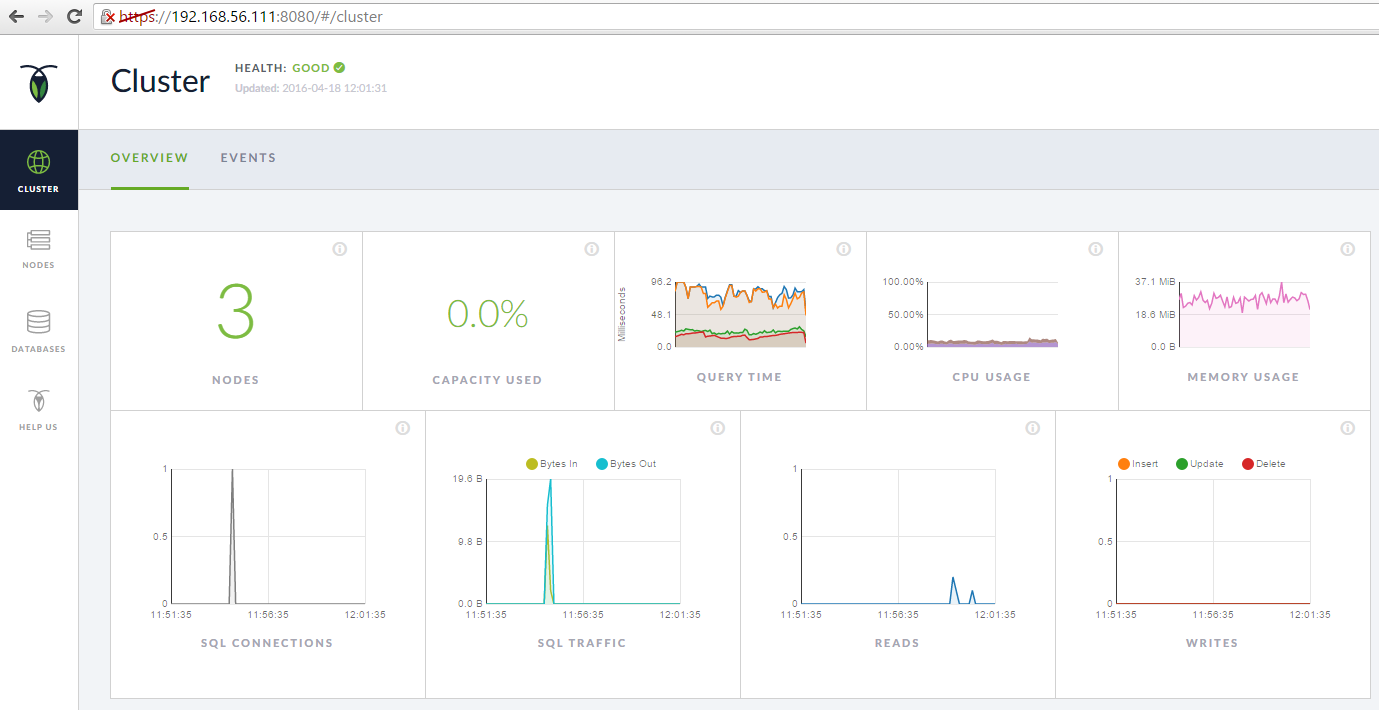 https://192.168.56.111:8080/#/cluster
Cluster
HEALTH: GOOD
Updated: 2016-04-18 12:01:31
CLUSTER
NODES
DATABASES
HELP US
OVERVIEW EVENTS
3
NODES
0.0%
CAPACITY USED
Milliseconds
96.2
48.1
0.0
QUERY TIME
100.00%
50.00%
0.00%
CPU USAGE
37.1 MiB
18.6 MiB
0.0 B
MEMORY USAGE
1
0.5
0
11:51:35 11:56:35 12:01:35
SQL CONNECTIONS
Bytes In Bytes Out
19.6 B
9.8 B
0.0 B
11:51:35 11:56:35 12:01:35
SQL TRAFFIC
1
0.5
0
11:51:35 11:56:35 12:01:35
READS
Insert Update Delete
1
0.5
0
11:51:35 11:56:35 12:01:35
WRITES